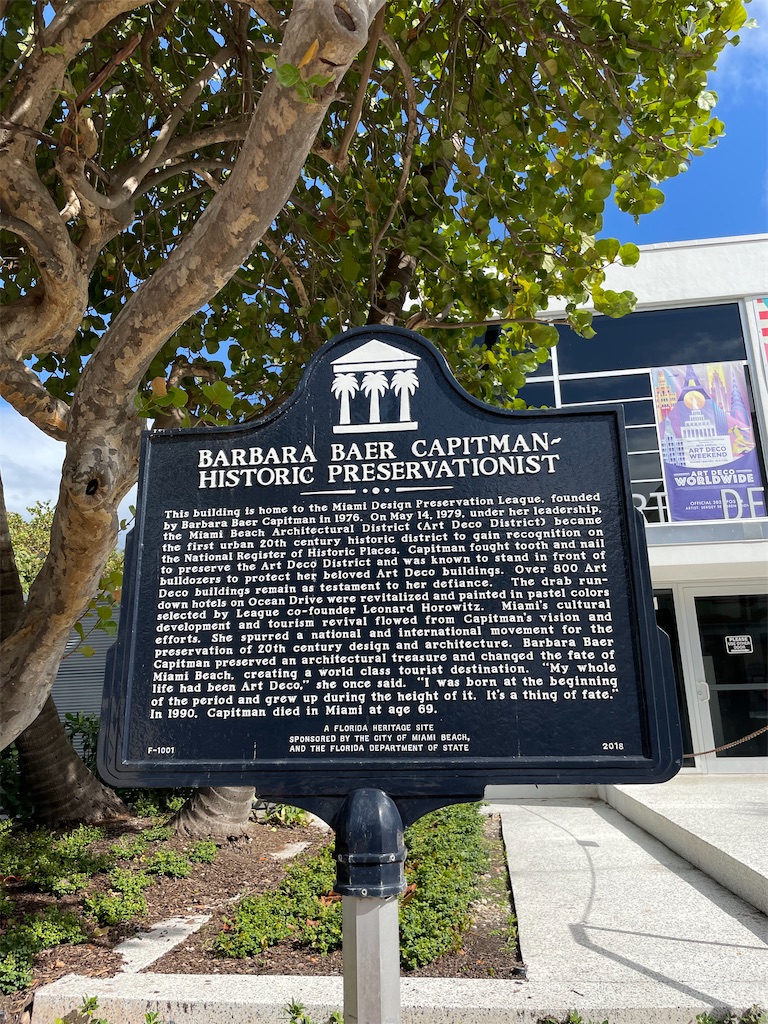 BARBARA BAER CAPITMAN~
HISTORIC PRESERVATIONIST
This building is home to the Miami Design Preservation League, founded
by Barbara Baer Capitman in 1976. On May 14, 1979, under her leadership,
the Miami Beach Architectural District (Art Deco District) became
the first urban 20th century historic district to gain recognition on
the National Register of Historic Places. Capitman fought tooth and nail
to preserve the Art Deco District and was known to stand in front of
bulldozers to protect her beloved Art Deco buildings. Over 800 Art
Deco buildings remain as testament to her defiance. The drab run-
down hotels on Ocean Drive were revitalized and painted in pastel colors
selected by League co-founder Leonard Horowitz. Miami's cultural
development and tourism revival flowed from Capitman's vision and
efforts. She spurred a national and international movement for the
preservation of 20th century design and architecture. Barbara Baer
Capitman preserved an architectural treasure and changed the fate of
Miami Beach, creating a world class tourist destination. "My whole
life had been Art Deco," she once said. "I was born at the beginning
of the period and grew up during the height of it. It's a thing of fate."
In 1990, Capitman died in Miami at age 69.
A FLORIDA HERITAGE SITE
SPONSORED BY THE CITY OF MIAMI BEACH,
AND THE FLORIDA DEPARTMENT OF STATE
F-1001
2018
ART DECO
WEEKEND
ART DECO
WORLDWIDE
PLEASE
USE OTHER
DOOR